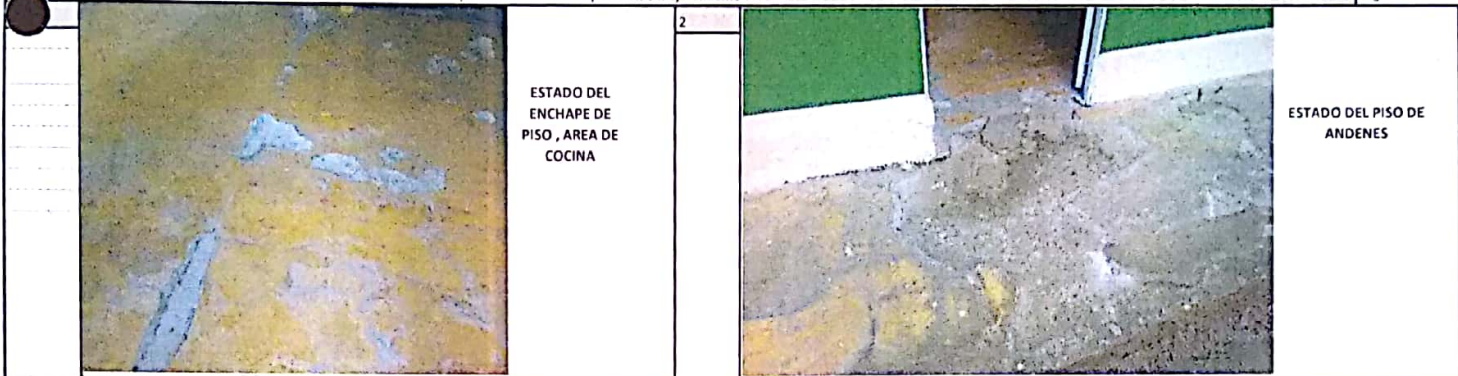 ESTADO DEL
ENCHAPE DE
PISO , AREA DE
COCINA
2
ESTADO DEL PISO DE
ANDENES